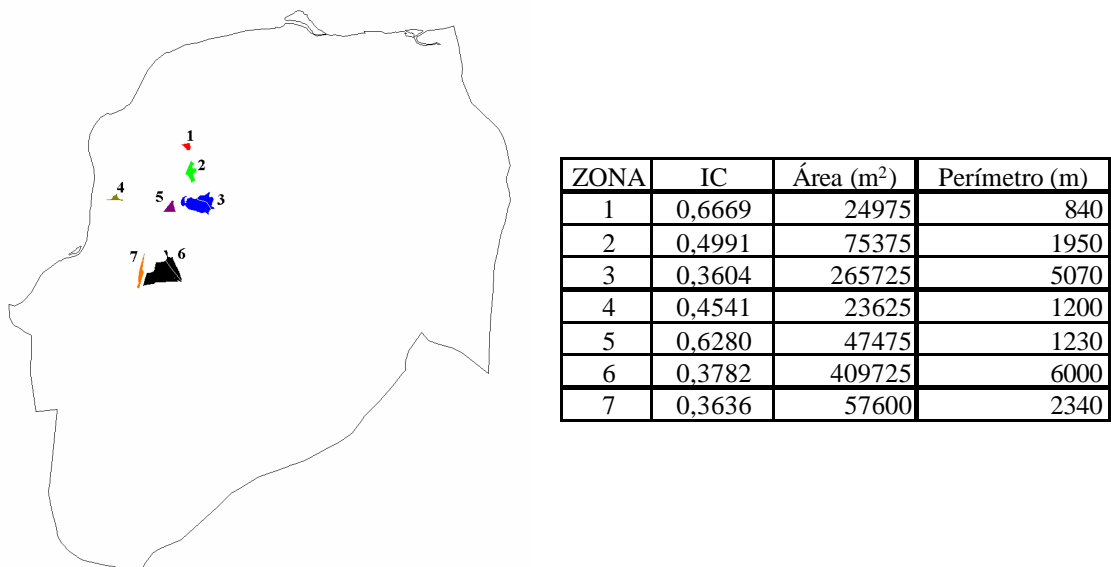 1
2
4
5
3
7
6
ZONA IC Área (m²) Perímetro (m)
1 0,6669 24975 840
2 0,4991 75375 1950
3 0,3604 265725 5070
4 0,4541 23625 1200
5 0,6280 47475 1230
6 0,3782 409725 6000
7 0,3636 57600 2340